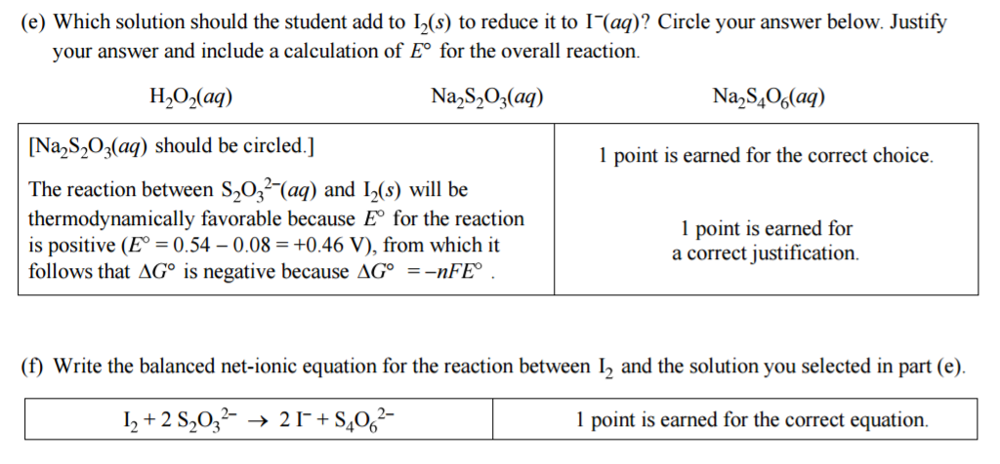 (e) Which solution should the student add to I₂(s) to reduce it to I⁻(aq)? Circle your answer below. Justify
your answer and include a calculation of E° for the overall reaction.
H₂O₂(aq) Na₂S₂O₃(aq) Na₂S₄O₆(aq)
[Na₂S₂O₃(aq) should be circled.]
The reaction between S₂O₃²⁻(aq) and I₂(s) will be
thermodynamically favorable because E° for the reaction
is positive (E° = 0.54 – 0.08 = +0.46 V), from which it
follows that ΔG° is negative because ΔG° = –nFE° .
1 point is earned for the correct choice.
1 point is earned for
a correct justification.
(f) Write the balanced net-ionic equation for the reaction between I₂ and the solution you selected in part (e).
I₂ + 2 S₂O₃²⁻ → 2 I⁻ + S₄O₆²⁻
1 point is earned for the correct equation.